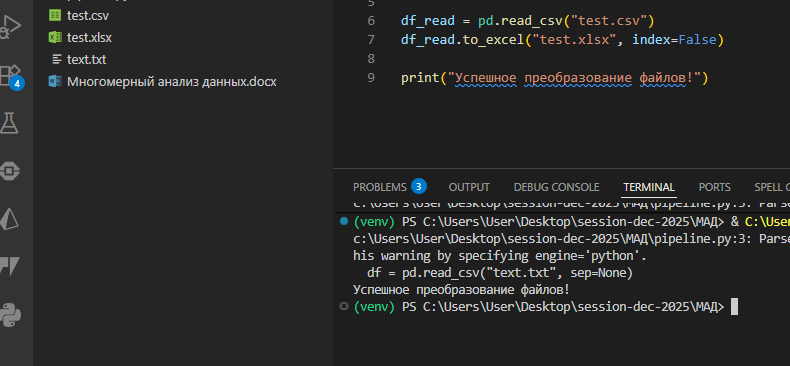 test.csv
test.xlsx
text.txt
Многомерный анализ данных.docx
4
5
6 df_read = pd.read_csv("test.csv")
7 df_read.to_excel("test.xlsx", index=False)
8
9 print("Успешное преобразование файлов!")
PROBLEMS 3 OUTPUT DEBUG CONSOLE TERMINAL PORTS SPELL
c:\Users\User\Desktop\session-dec-2025\МАД\pipeline.py:3: Parse
(venv) PS C:\Users\User\Desktop\session-dec-2025\МАД> & C:\Use
c:\Users\User\Desktop\session-dec-2025\МАД\pipeline.py:3: Parse
his warning by specifying engine='python'.
df = pd.read_csv("text.txt", sep=None)
Успешное преобразование файлов!
(venv) PS C:\Users\User\Desktop\session-dec-2025\МАД>